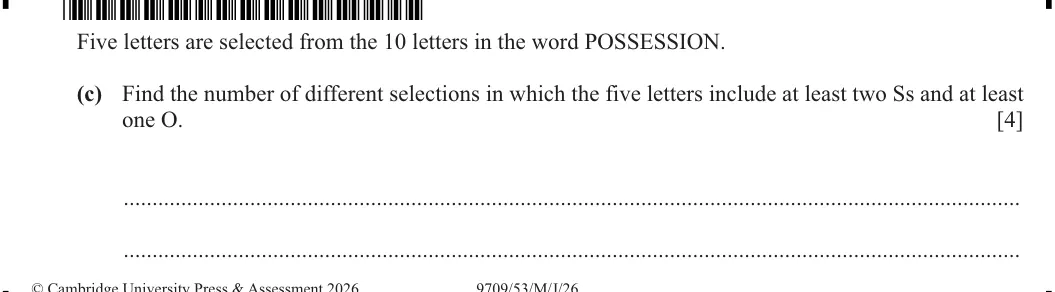 Five letters are selected from the 10 letters in the word POSSESSION.
(c) Find the number of different selections in which the five letters include at least two Ss and at least
one O. [4]
© Cambridge University Press & Assessment 2026 9709/53/M/J/26